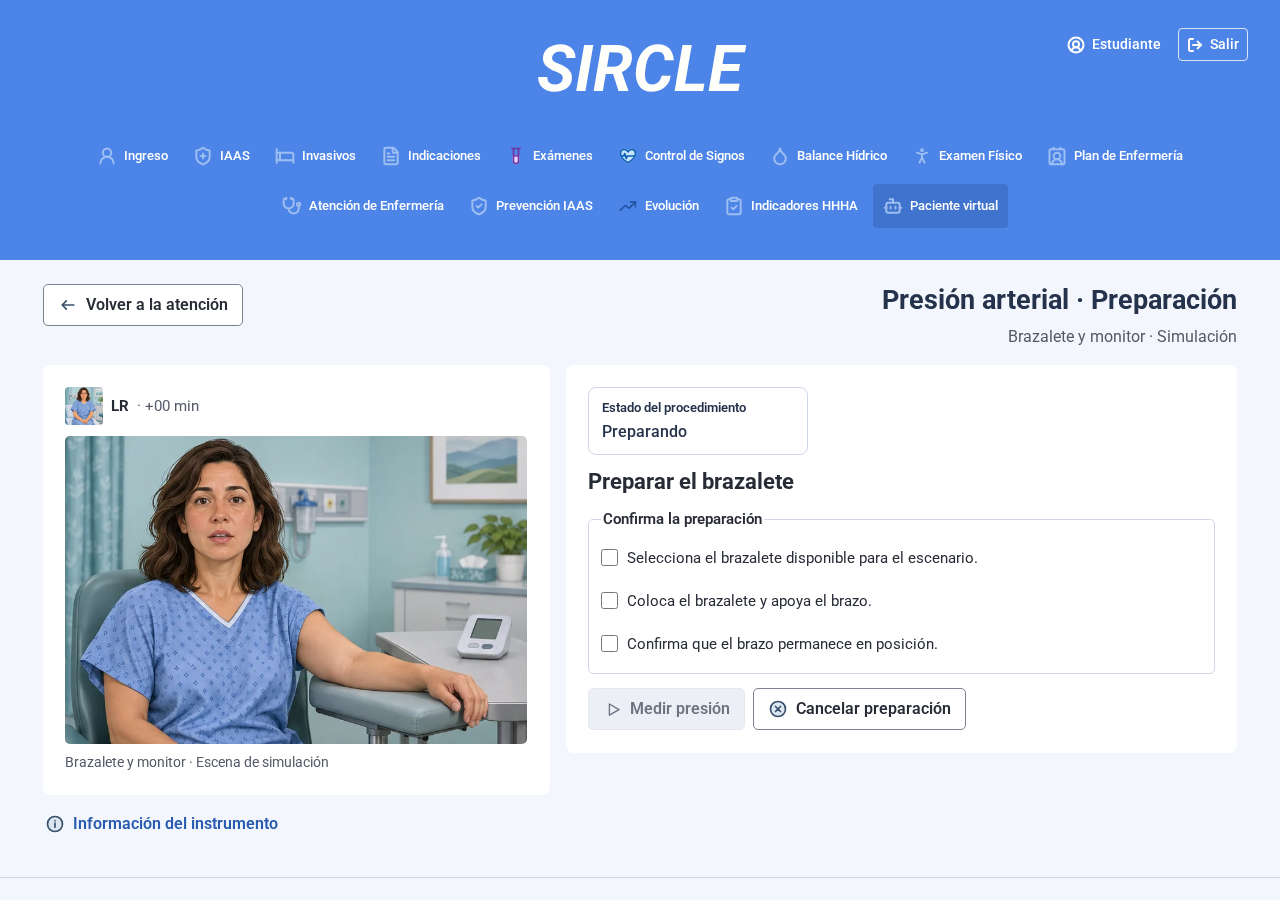 SIRCLE
Estudiante
Salir
Ingreso
IAAS
Invasivos
Indicaciones
Exámenes
Control de Signos
Balance Hídrico
Examen Físico
Plan de Enfermería
Atención de Enfermería
Prevención IAAS
Evolución
Indicadores HHHA
Paciente virtual
Volver a la atención
Presión arterial · Preparación
Brazalete y monitor · Simulación
LR · +00 min
Brazalete y monitor · Escena de simulación
Información del instrumento
Estado del procedimiento
Preparando
Preparar el brazalete
Confirma la preparación
Selecciona el brazalete disponible para el escenario.
Coloca el brazalete y apoya el brazo.
Confirma que el brazo permanece en posición.
Medir presión
Cancelar preparación